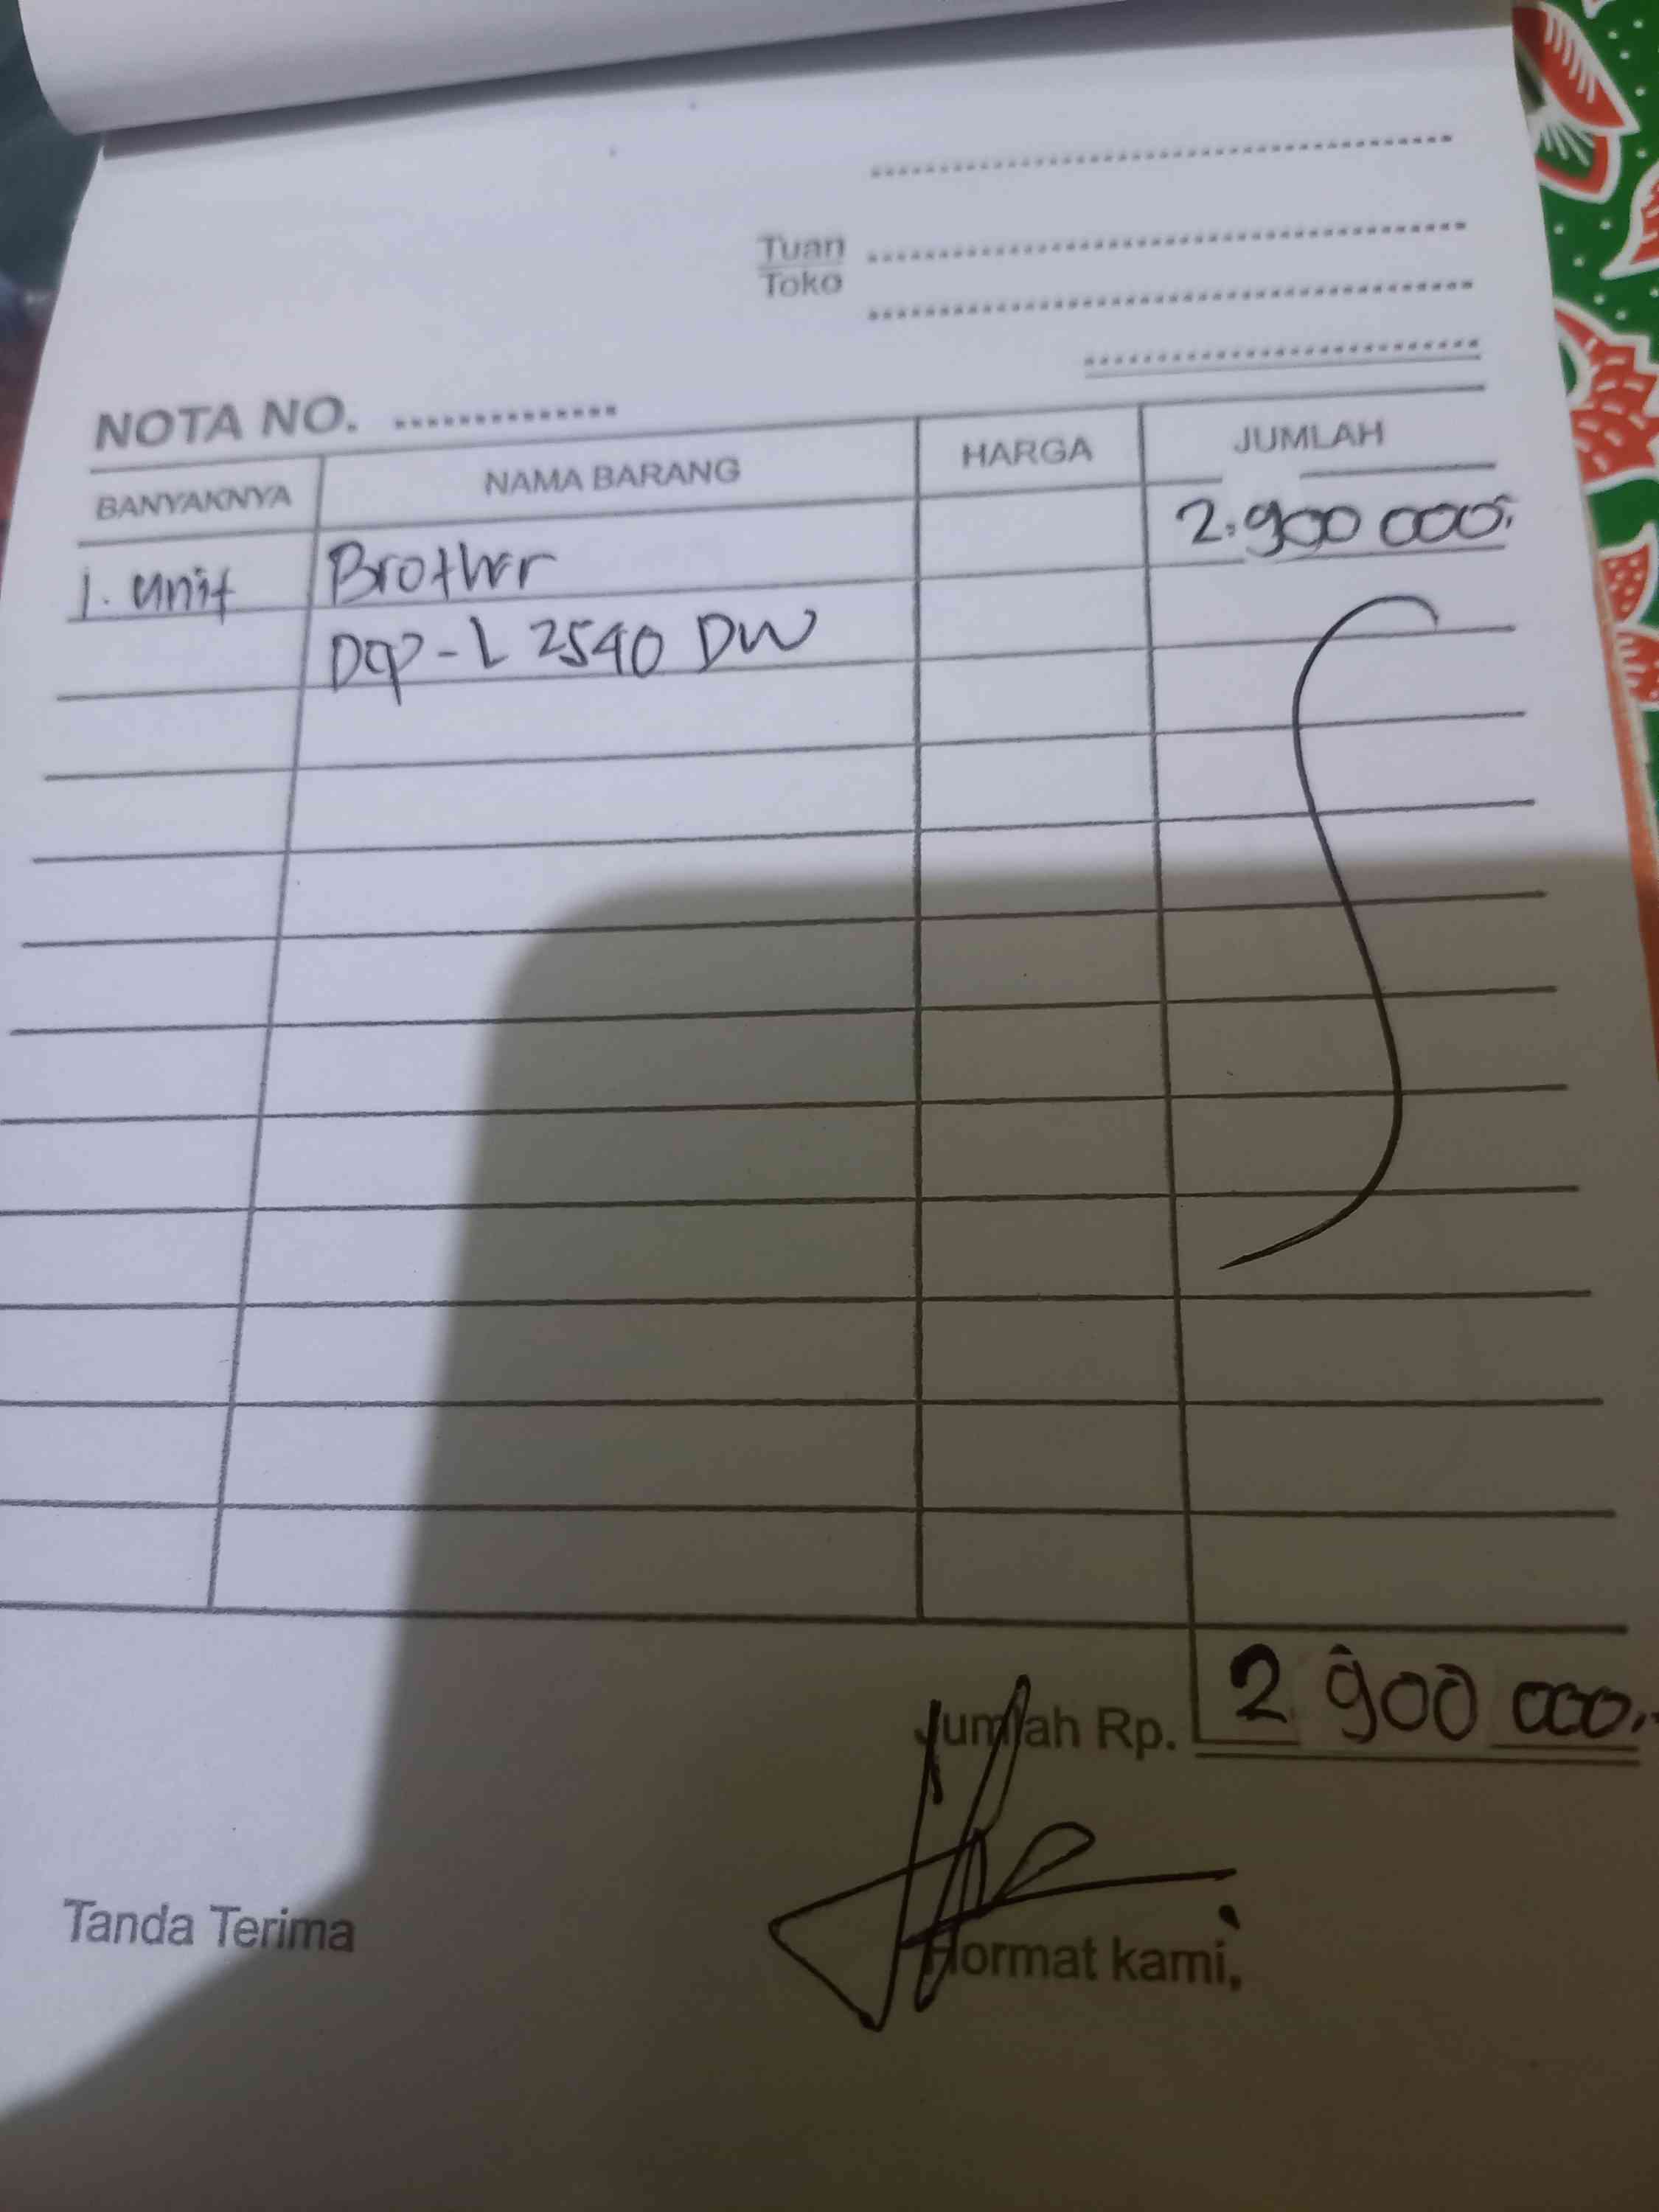 Tuan
Toko
NOTA NO.
BANYAKNYA NAMA BARANG HARGA JUMLAH
1. unit Brother 2.900 000.
Dcp-L 2540 DW
Jumlah Rp. 2 900 000.-
Tanda Terima Hormat kami,